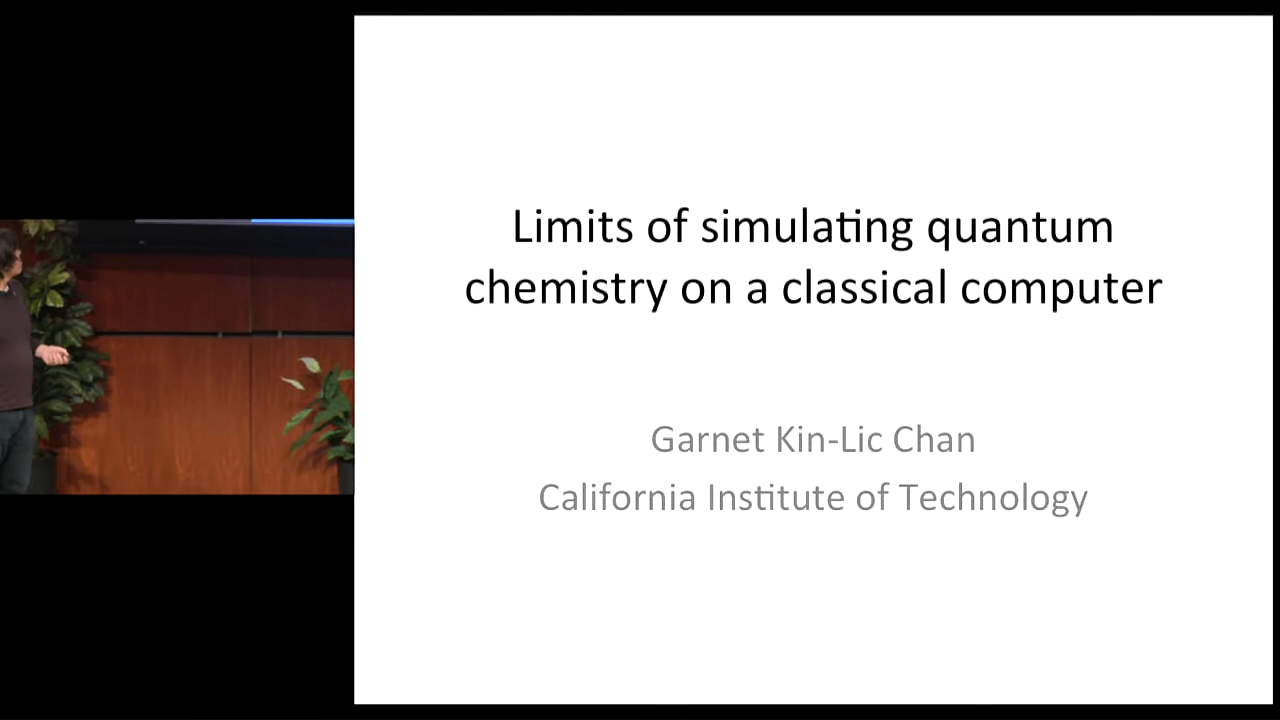 Limits of simulating quantum
chemistry on a classical computer
Garnet Kin-Lic Chan
California Institute of Technology